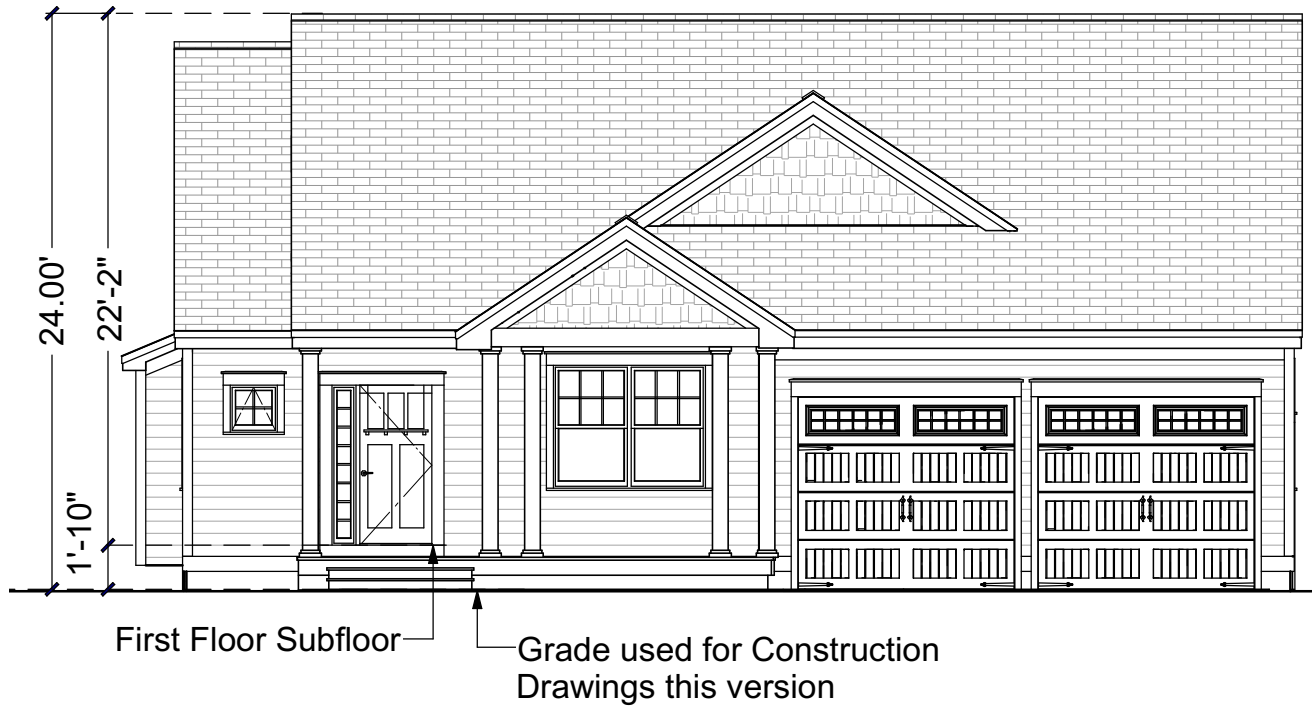 24.00'
22'-2"
1'-10"
First Floor Subfloor
Grade used for Construction
Drawings this version